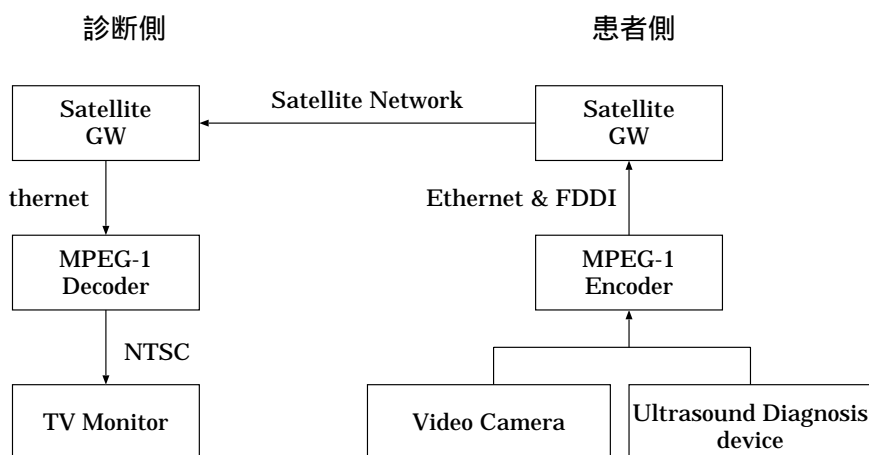 診断側
患者側
Satellite
GW
Satellite Network
Satellite
GW
thernet
Ethernet & FDDI
MPEG-1
Decoder
MPEG-1
Encoder
NTSC
TV Monitor
Video Camera
Ultrasound Diagnosis
device